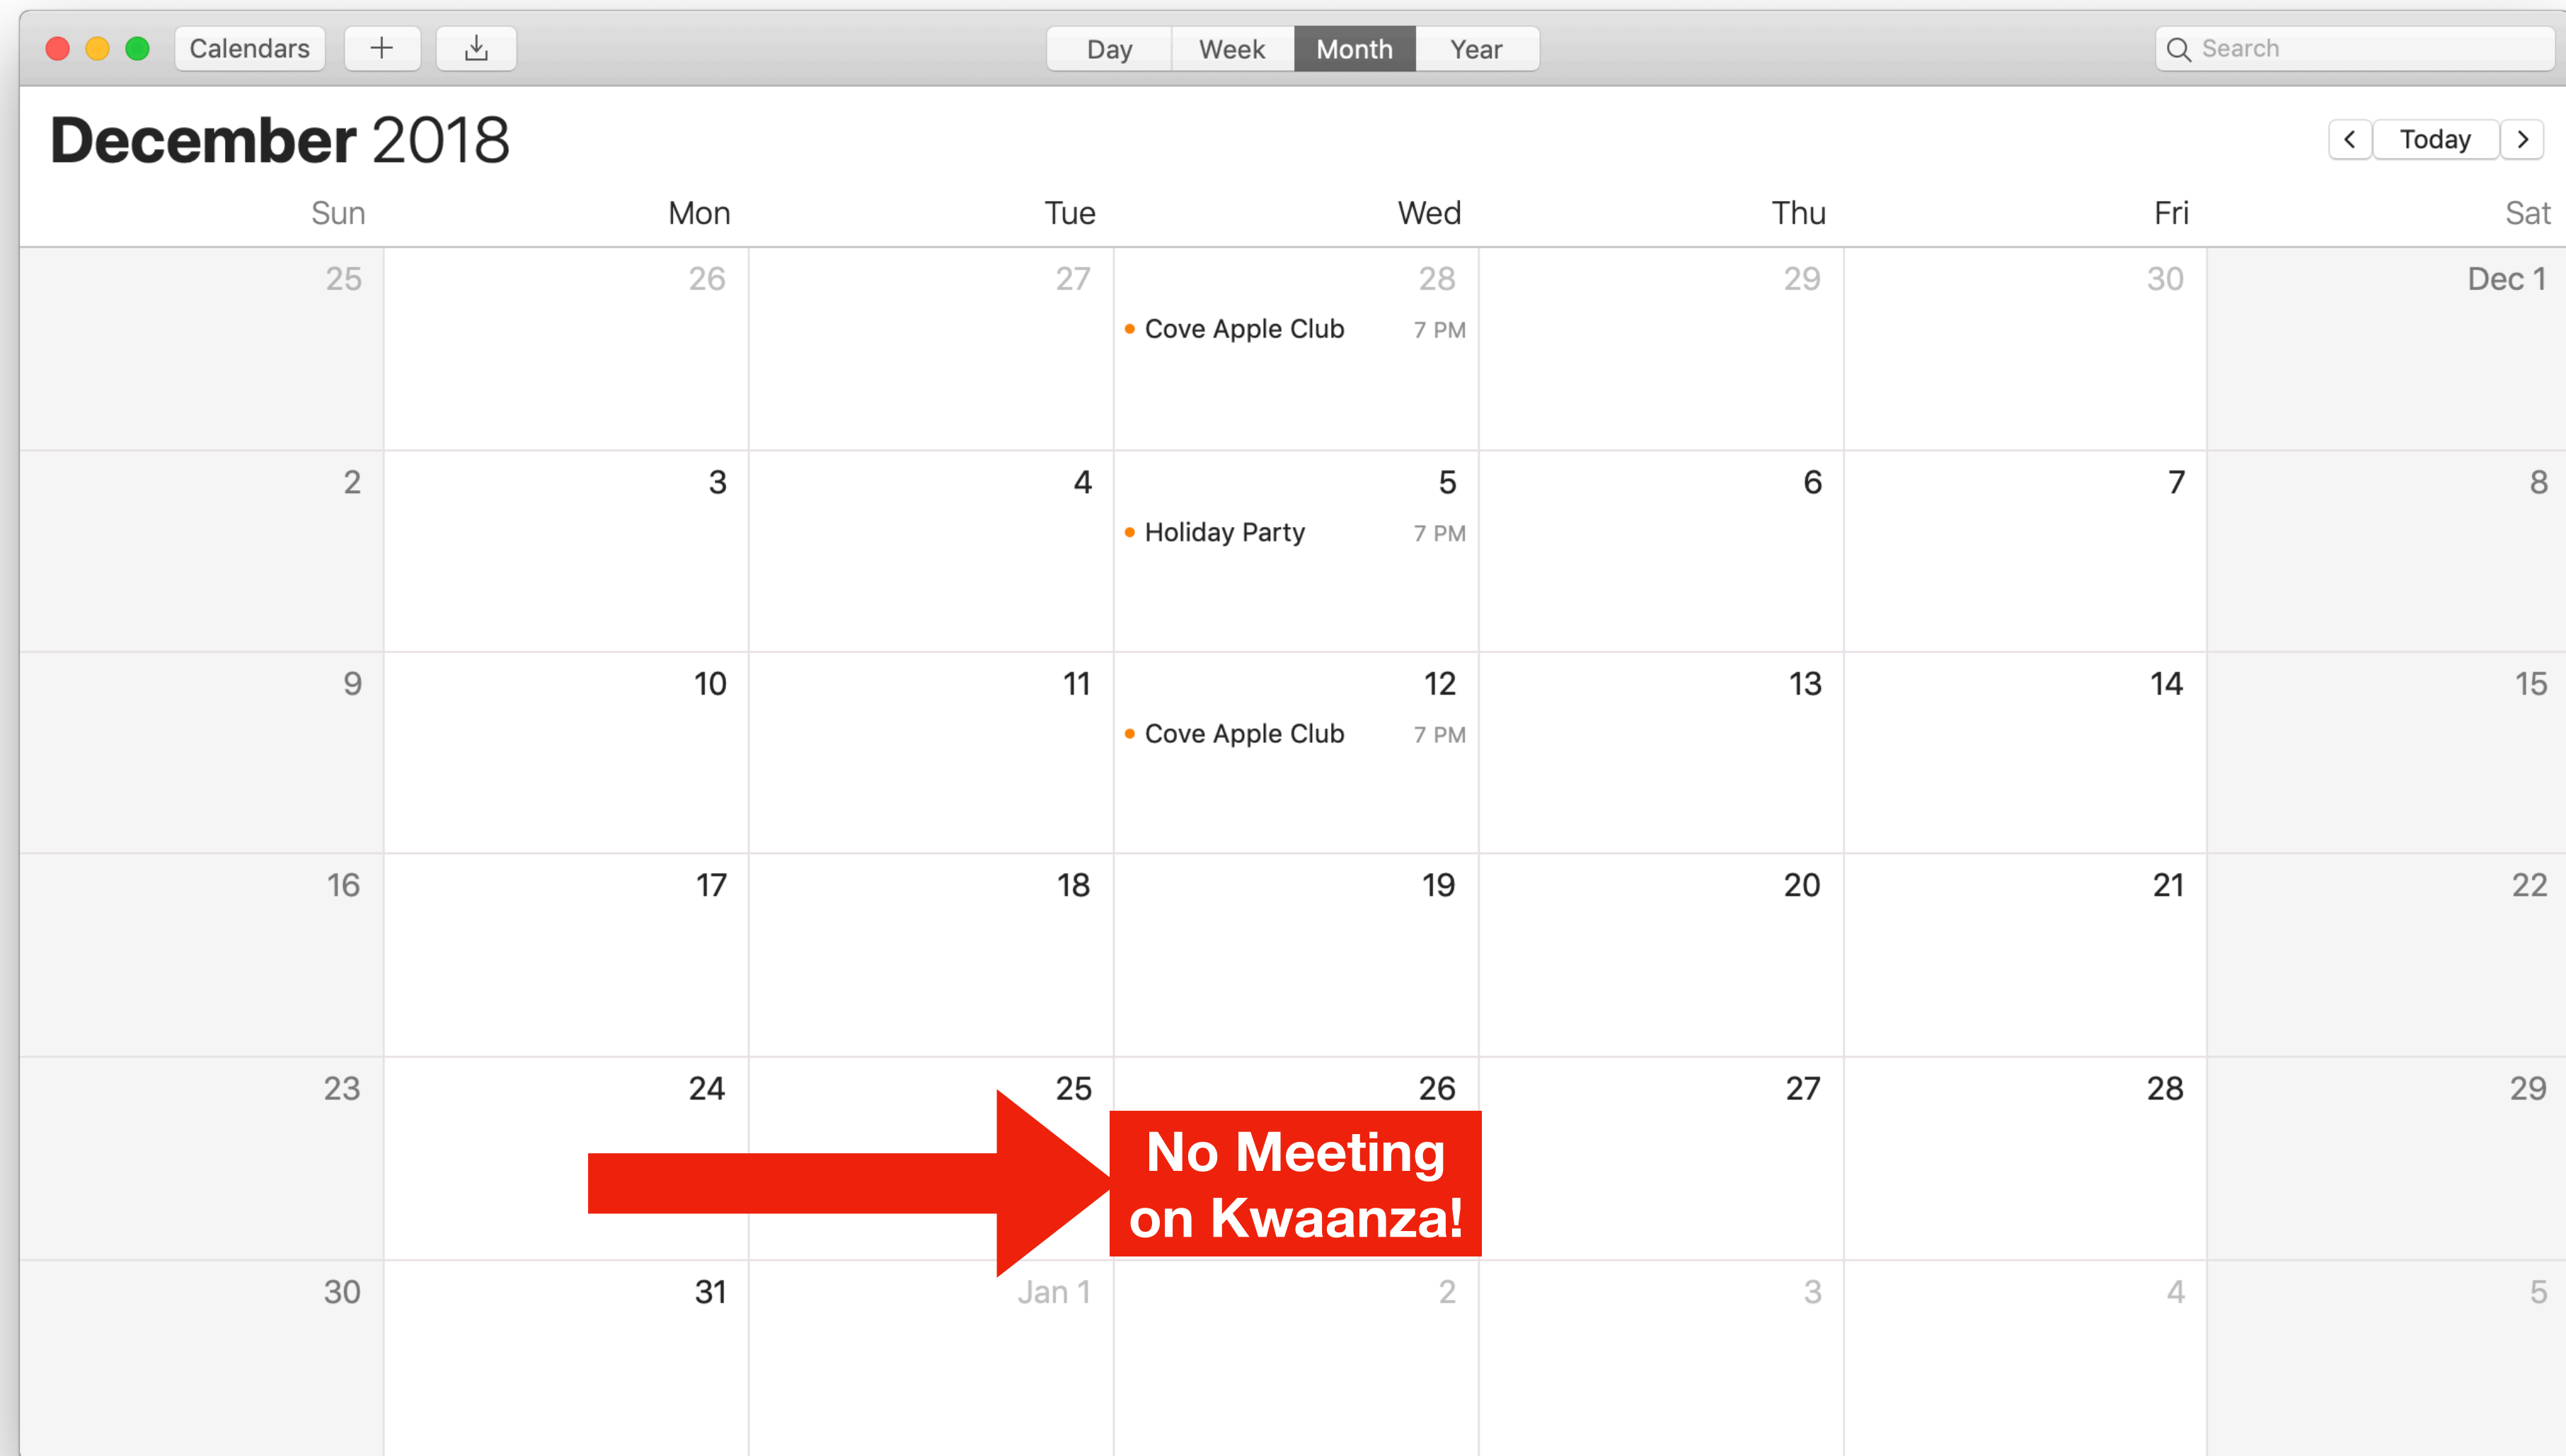 Calendars + Day Week Month Year Search
December 2018
< Today >
Sun Mon Tue Wed Thu Fri Sat
25 26 27 28 29 30 Dec 1
Cove Apple Club 7 PM
2 3 4 5 6 7 8
Holiday Party 7 PM
9 10 11 12 13 14 15
Cove Apple Club 7 PM
16 17 18 19 20 21 22
23 24 25 26 27 28 29
No Meeting
on Kwaanza!
30 31 Jan 1 2 3 4 5